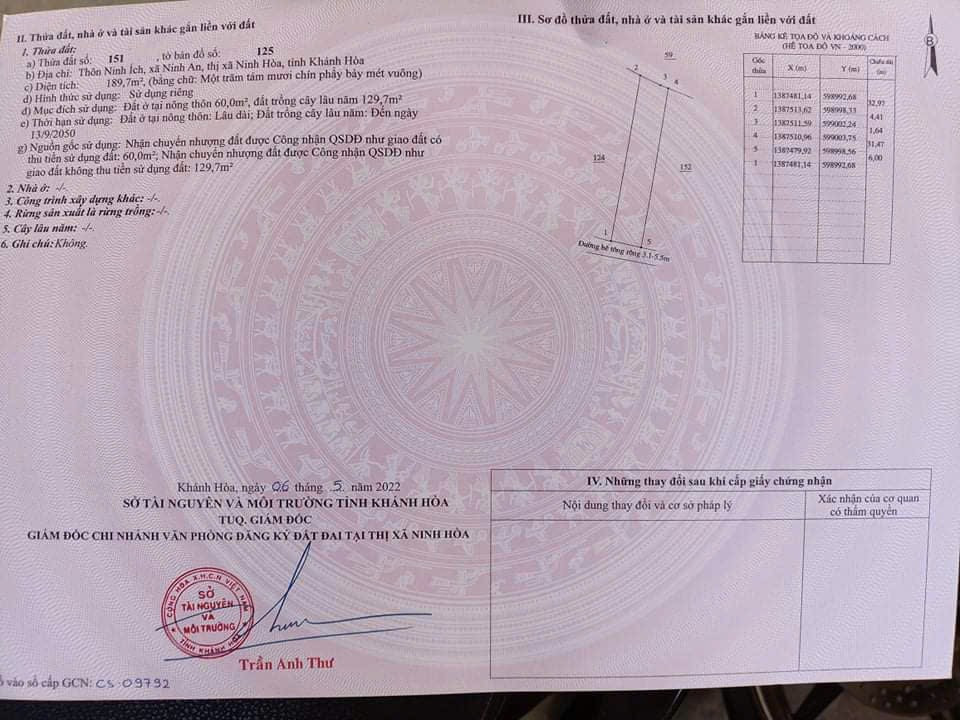 II. Thửa đất, nhà ở và tài sản khác gắn liền với đất
1. Thửa đất:
a) Thửa đất số: 151 , tờ bản đồ số: 125
b) Địa chỉ: Thôn Ninh Ích, xã Ninh An, thị xã Ninh Hòa, tỉnh Khánh Hòa
c) Diện tích: 189,7m², (bằng chữ: Một trăm tám mươi chín phẩy bảy mét vuông)
d) Hình thức sử dụng: Sử dụng riêng
đ) Mục đích sử dụng: Đất ở tại nông thôn 60,0m², đất trồng cây lâu năm 129,7m²
e) Thời hạn sử dụng: Đất ở tại nông thôn: Lâu dài; Đất trồng cây lâu năm: Đến ngày
13/9/2050
g) Nguồn gốc sử dụng: Nhận chuyển nhượng đất được Công nhận QSDĐ như giao đất có
thu tiền sử dụng đất: 60,0m²; Nhận chuyển nhượng đất được Công nhận QSDĐ như
giao đất không thu tiền sử dụng đất: 129,7m²
2. Nhà ở: -/-.
3. Công trình xây dựng khác: -/-.
4. Rừng sản xuất là rừng trồng: -/-.
5. Cây lâu năm: -/-.
6. Ghi chú: Không.
Khánh Hòa, ngày 06 tháng 5 năm 2022
SỞ TÀI NGUYÊN VÀ MÔI TRƯỜNG TỈNH KHÁNH HÒA
TUQ. GIÁM ĐỐC
GIÁM ĐỐC CHI NHÁNH VĂN PHÒNG ĐĂNG KÝ ĐẤT ĐAI TẠI THỊ XÃ NINH HÒA
CỘNG HÒA X.H.C.N VIỆT NAM
SỞ
TÀI NGUYÊN
VÀ
MÔI TRƯỜNG
TỈNH KHÁNH HÒA
Trần Anh Thư
vào sổ cấp GCN: CS 09792
III. Sơ đồ thửa đất, nhà ở và tài sản khác gắn liền với đất
B
59
2
3
4
124
152
1
5
Đường bê tông rộng 3.1-5.5m
BẢNG KÊ TỌA ĐỘ VÀ KHOẢNG CÁCH
(HỆ TỌA ĐỘ VN - 2000)
Góc thửa X (m) Y (m) Chiều dài (m)
1 1387481,14 598992,68
32,97
2 1387513,62 598998,33
4,41
3 1387511,59 599002,24
1,64
4 1387510,96 599003,75
31,47
5 1387479,92 598998,56
6,00
1 1387481,14 598992,68
IV. Những thay đổi sau khi cấp giấy chứng nhận
Nội dung thay đổi và cơ sở pháp lý
Xác nhận của cơ quan
có thẩm quyền